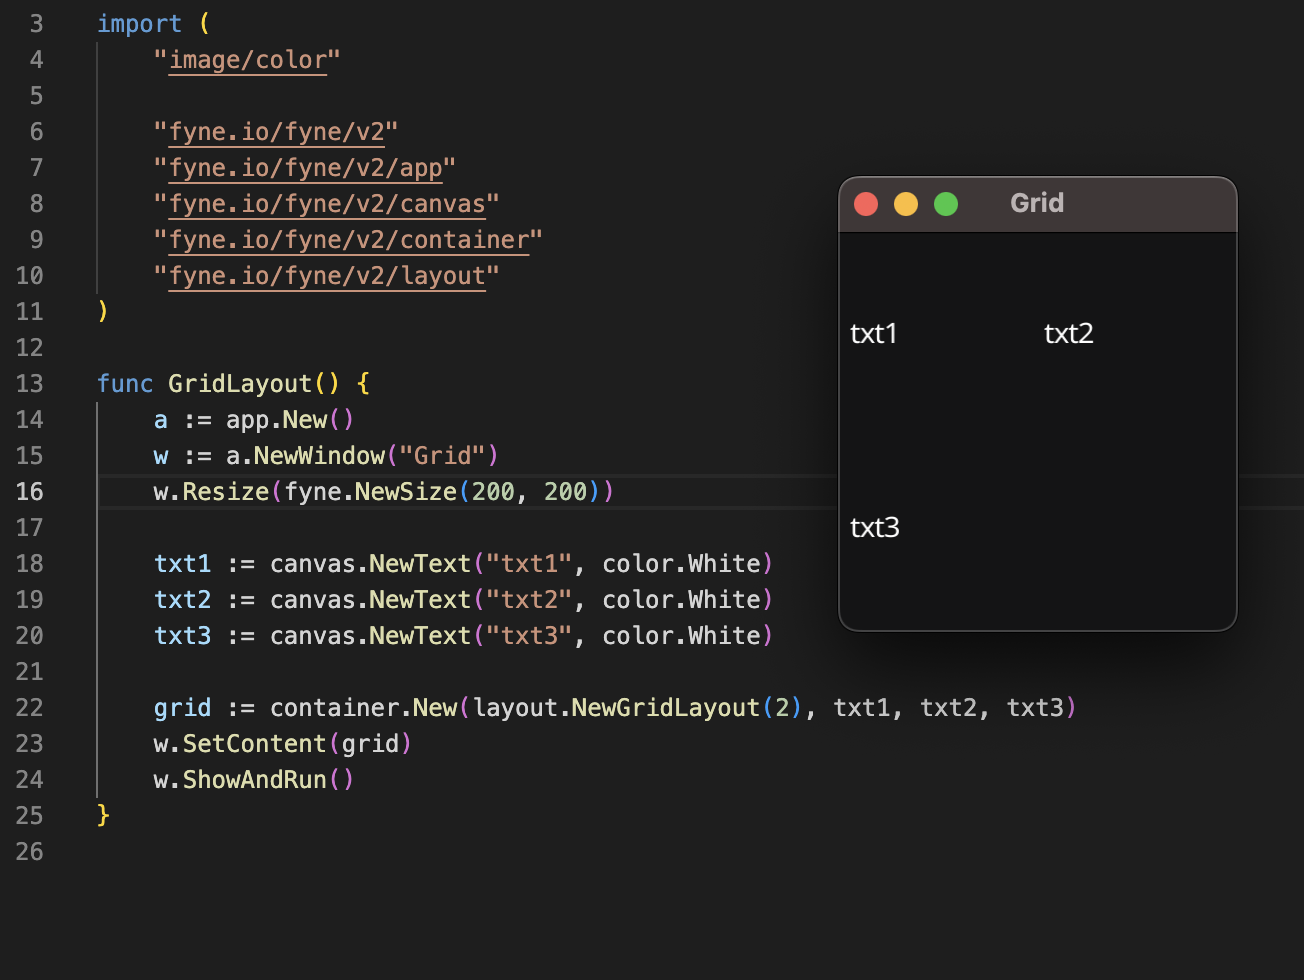 3 import (
4     "image/color"
5
6     "fyne.io/fyne/v2"
7     "fyne.io/fyne/v2/app"
8     "fyne.io/fyne/v2/canvas"
9     "fyne.io/fyne/v2/container"
10     "fyne.io/fyne/v2/layout"
11 )
12
13 func GridLayout() {
14     a := app.New()
15     w := a.NewWindow("Grid")
16     w.Resize(fyne.NewSize(200, 200))
17
18     txt1 := canvas.NewText("txt1", color.White)
19     txt2 := canvas.NewText("txt2", color.White)
20     txt3 := canvas.NewText("txt3", color.White)
21
22     grid := container.New(layout.NewGridLayout(2), txt1, txt2, txt3)
23     w.SetContent(grid)
24     w.ShowAndRun()
25 }
26
Grid
txt1 txt2
txt3